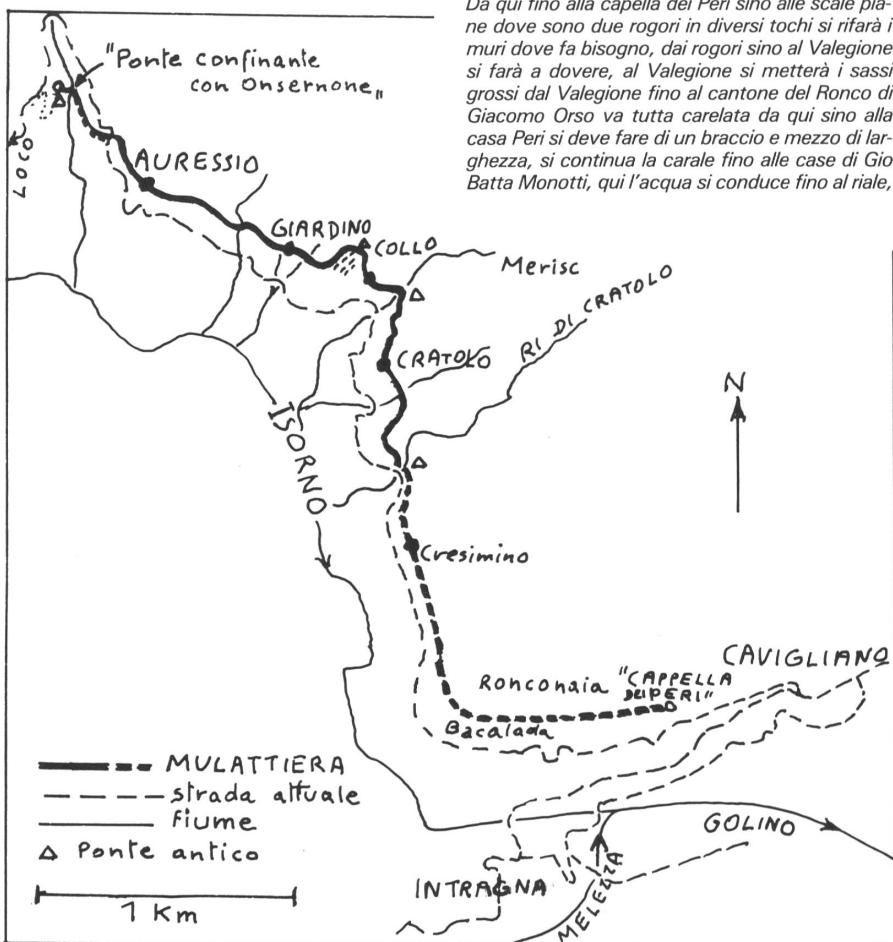 Da qui fino alla capella dei Peri sino alle scale pia-
ne dove sono due rogori in diversi tochi si rifarà i
muri dove fa bisogno, dai rogori sino al Valegione
si farà a dovere, al Valegione si metterà i sassi
grossi dal Valegione fino al cantone del Ronco di
Giacomo Orso va tutta carelata da qui sino alla
casa Peri si deve fare di un braccio e mezzo di lar-
ghezza, si continua la carale fino alle case di Gio
Batta Monotti, qui l'acqua si conduce fino al riale,
"Ponte confinante
con Onsernone"
LOCO
AURESSIO
GIARDINO
COLLO
Merisc
RI DI CRATOLO
CRATOLO
N
ISORNO
Cresimino
CAVIGLIANO
Ronconaia
"CAPPELLA
DEI PERI"
Bacalada
MULATTIERA
strada attuale
fiume
Δ Ponte antico
GOLINO
INTRAGNA
MELEZZA
1 Km